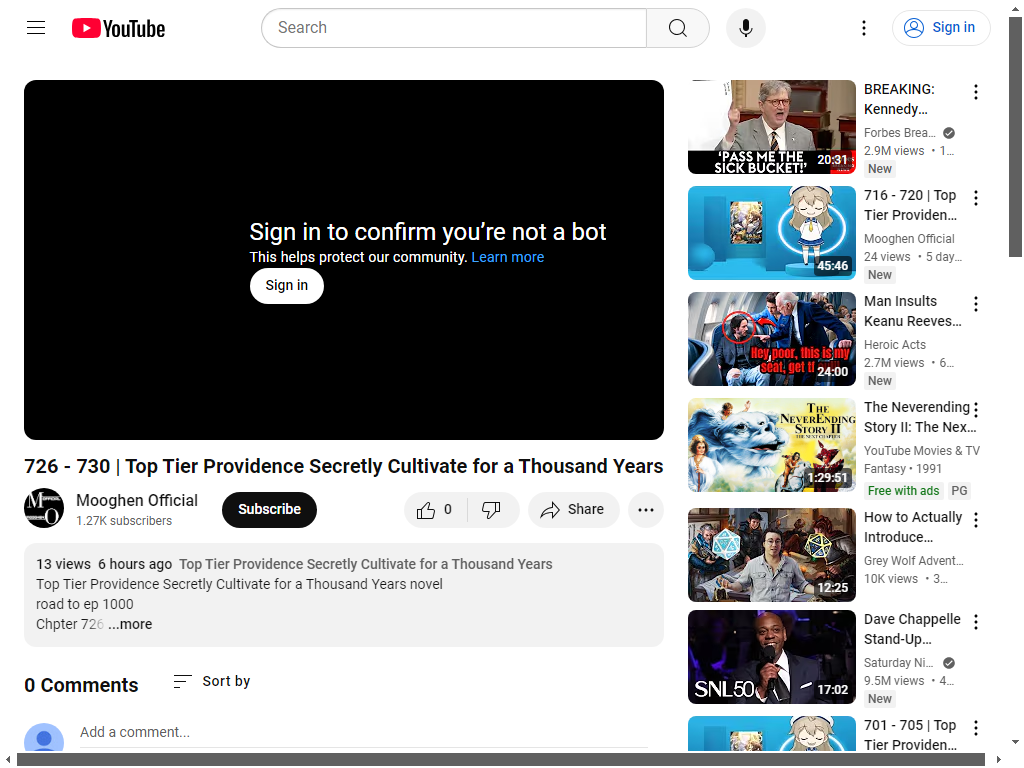 YouTube
Search
Sign in
Sign in to confirm you’re not a bot
This helps protect our community. Learn more
Sign in
726 - 730 | Top Tier Providence Secretly Cultivate for a Thousand Years
Mooghen Official
1.27K subscribers
Subscribe
0
Share
13 views 6 hours ago Top Tier Providence Secretly Cultivate for a Thousand Years
Top Tier Providence Secretly Cultivate for a Thousand Years novel
road to ep 1000
Chpter 726 ...more
0 Comments
Sort by
Add a comment...
'PASS ME THE
SICK BUCKET!'
20:31
BREAKING:
Kennedy…
Forbes Brea…
2.9M views • 1…
New
45:46
716 - 720 | Top
Tier Providen…
Mooghen Official
24 views • 5 day…
New
Hey poor, this is my
seat, get tf
24:00
Man Insults
Keanu Reeves…
Heroic Acts
2.7M views • 6…
New
THE
NEVERENDING
STORY II
THE NEXT CHAPTER
1:29:51
The Neverending
Story II: The Nex…
YouTube Movies & TV
Fantasy • 1991
Free with ads PG
12:25
How to Actually
Introduce…
Grey Wolf Advent…
10K views • 3…
SNL50
17:02
Dave Chappelle
Stand-Up…
Saturday Ni…
9.5M views • 4…
New
701 - 705 | Top
Tier Providen…